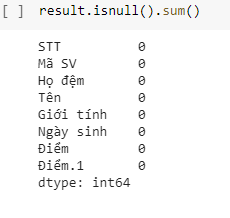 [ ] result.isnull().sum()
STT 0
Mã SV 0
Họ đệm 0
Tên 0
Giới tính 0
Ngày sinh 0
Điểm 0
Điểm.1 0
dtype: int64